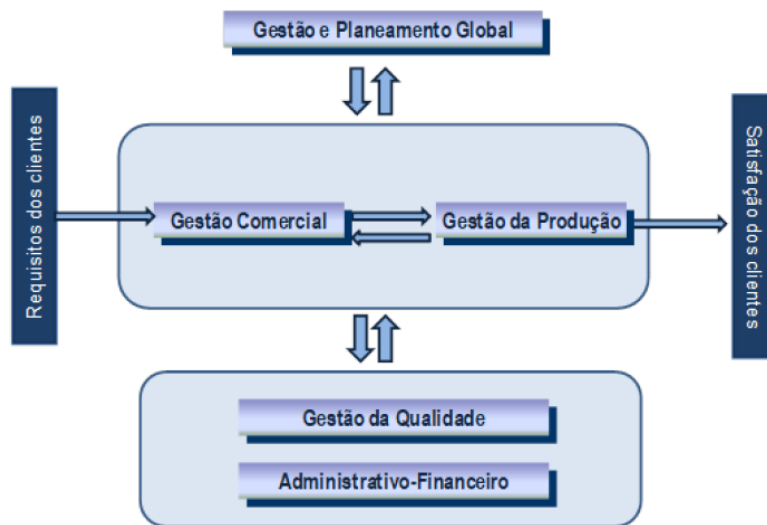 Gestão e Planeamento Global
Requisitos dos clientes
Gestão Comercial
Gestão da Produção
Satisfação dos clientes
Gestão da Qualidade
Administrativo-Financeiro